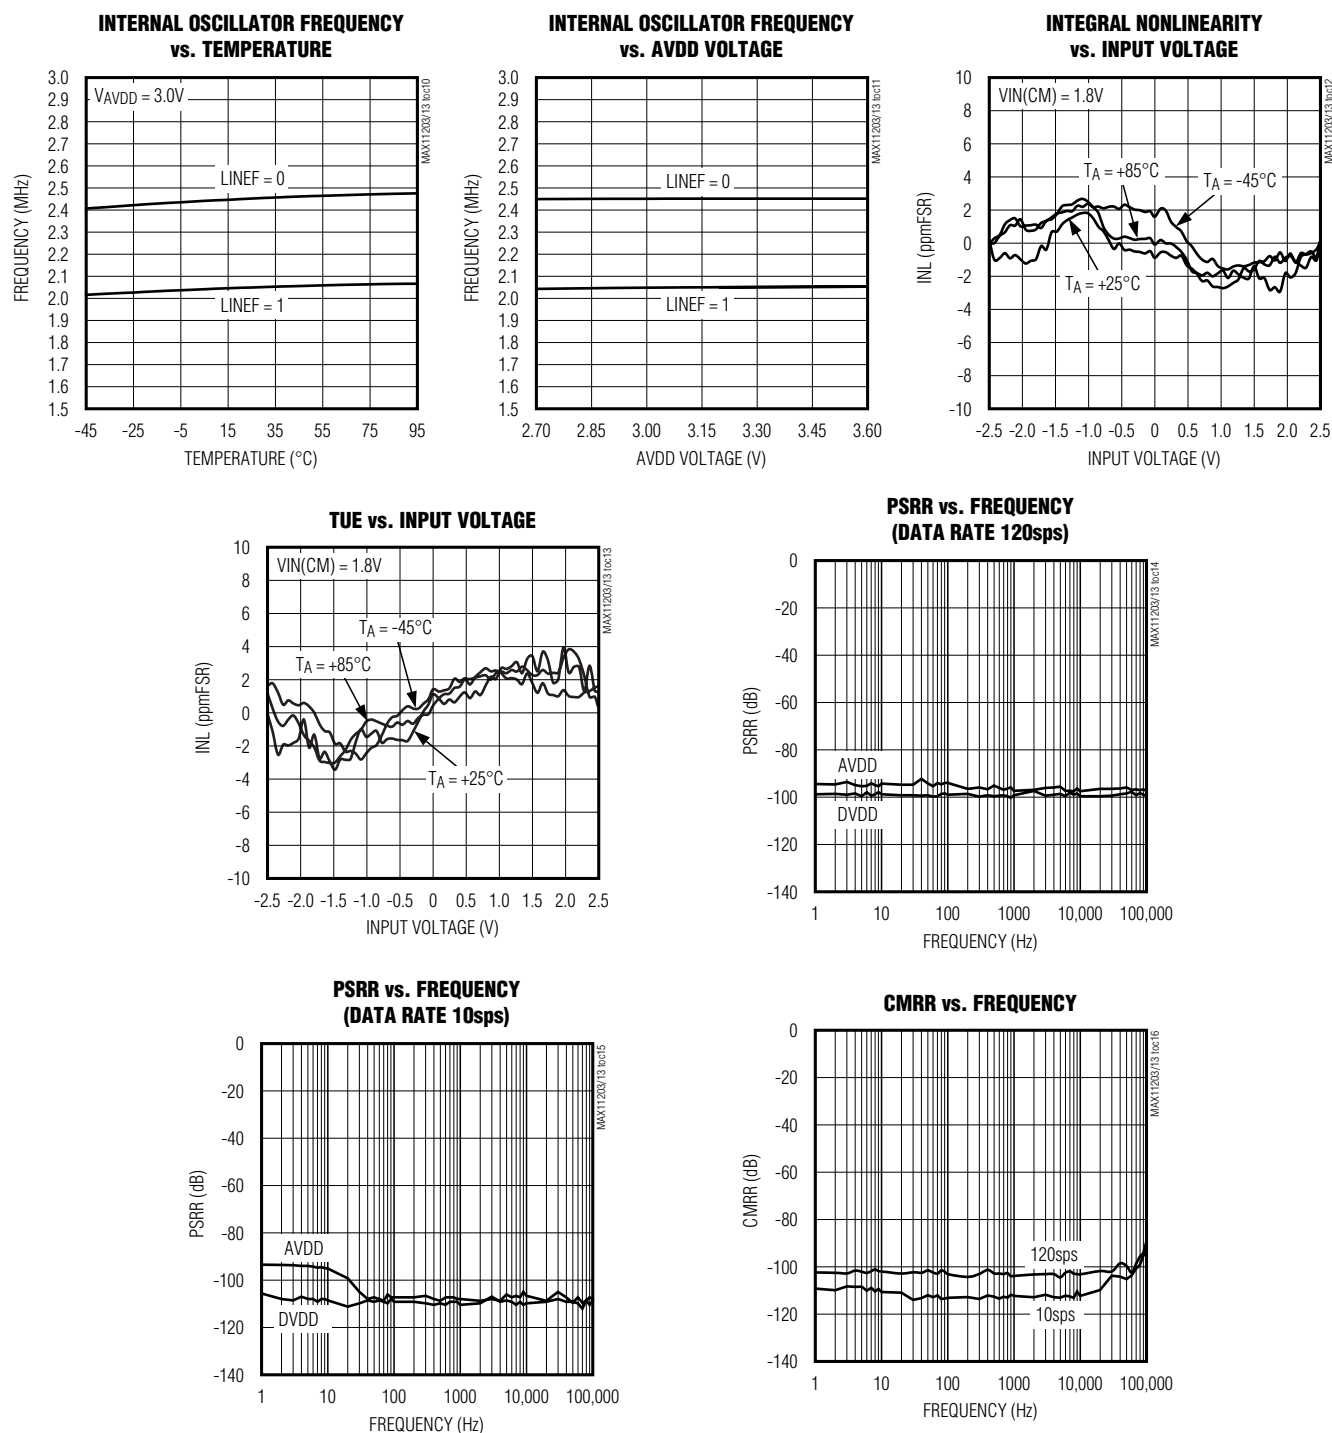 INTERNAL OSCILLATOR FREQUENCY
vs. TEMPERATURE
3.0
2.9
2.8
2.7
2.6
2.5
2.4
2.3
2.2
2.1
2.0
1.9
1.8
1.7
1.6
1.5
FREQUENCY (MHz)
VAVDD = 3.0V
LINEF = 0
LINEF = 1
MAX11203/13 toc10
-45 -25 -5 15 35 55 75 95
TEMPERATURE (°C)
INTERNAL OSCILLATOR FREQUENCY
vs. AVDD VOLTAGE
3.0
2.9
2.8
2.7
2.6
2.5
2.4
2.3
2.2
2.1
2.0
1.9
1.8
1.7
1.6
1.5
FREQUENCY (MHz)
LINEF = 0
LINEF = 1
MAX11203/13 toc11
2.70 2.85 3.00 3.15 3.30 3.45 3.60
AVDD VOLTAGE (V)
INTEGRAL NONLINEARITY
vs. INPUT VOLTAGE
10
8
6
4
2
0
-2
-4
-6
-8
-10
INL (ppmFSR)
VIN(CM) = 1.8V
TA = +85°C
TA = -45°C
TA = +25°C
MAX11203/13 toc12
-2.5 -2.0 -1.5 -1.0 -0.5 0 0.5 1.0 1.5 2.0 2.5
INPUT VOLTAGE (V)
TUE vs. INPUT VOLTAGE
10
8
6
4
2
0
-2
-4
-6
-8
-10
INL (ppmFSR)
VIN(CM) = 1.8V
TA = -45°C
TA = +85°C
TA = +25°C
MAX11203/13 toc13
-2.5 -2.0 -1.5 -1.0 -0.5 0 0.5 1.0 1.5 2.0 2.5
INPUT VOLTAGE (V)
PSRR vs. FREQUENCY
(DATA RATE 120sps)
0
-20
-40
-60
-80
-100
-120
-140
PSRR (dB)
AVDD
DVDD
MAX11203/13 toc14
1 10 100 1000 10,000 100,000
FREQUENCY (Hz)
PSRR vs. FREQUENCY
(DATA RATE 10sps)
0
-20
-40
-60
-80
-100
-120
-140
PSRR (dB)
AVDD
DVDD
MAX11203/13 toc15
1 10 100 1000 10,000 100,000
FREQUENCY (Hz)
CMRR vs. FREQUENCY
0
-20
-40
-60
-80
-100
-120
-140
CMRR (dB)
120sps
10sps
MAX11203/13 toc16
1 10 100 1000 10,000 100,000
FREQUENCY (Hz)